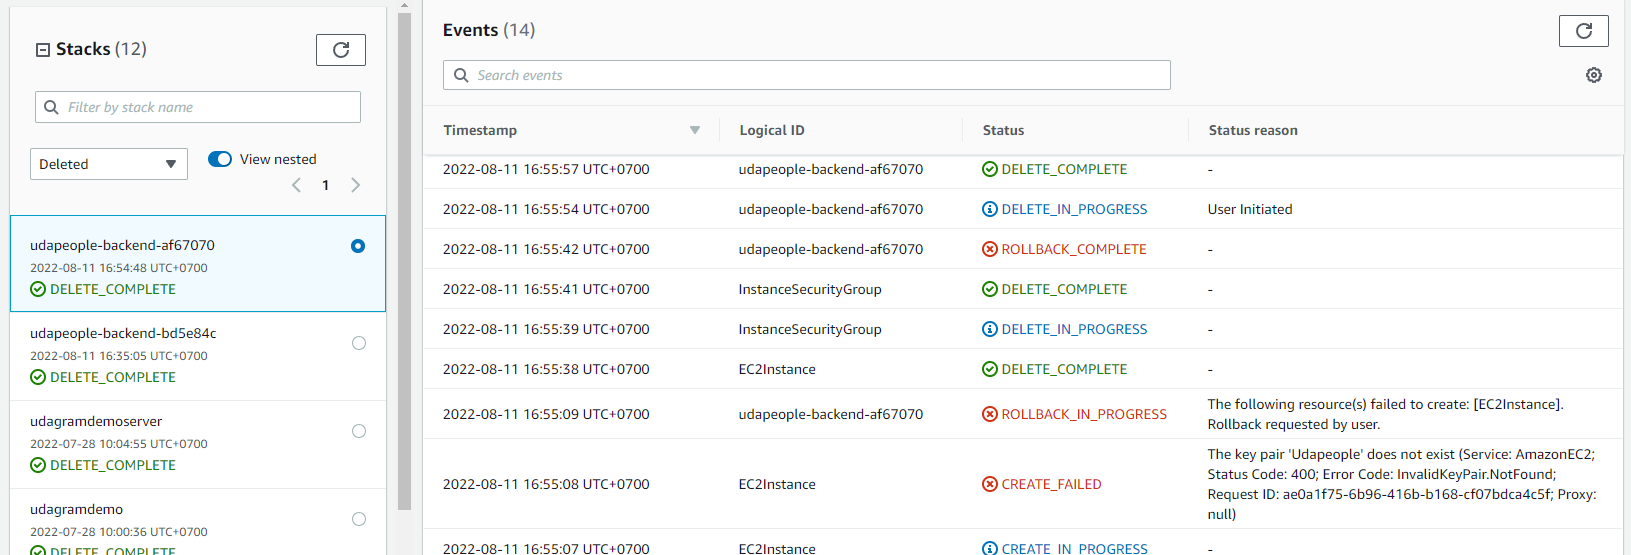 Stacks (12)
Filter by stack name
Deleted
View nested
1
udapeople-backend-af67070
2022-08-11 16:54:48 UTC+0700
DELETE_COMPLETE
udapeople-backend-bd5e84c
2022-08-11 16:35:05 UTC+0700
DELETE_COMPLETE
udagramdemoserver
2022-07-28 10:04:55 UTC+0700
DELETE_COMPLETE
udagramdemo
2022-07-28 10:00:36 UTC+0700
DELETE_COMPLETE
Events (14)
Search events
Timestamp Logical ID Status Status reason
2022-08-11 16:55:57 UTC+0700 udapeople-backend-af67070 DELETE_COMPLETE -
2022-08-11 16:55:54 UTC+0700 udapeople-backend-af67070 DELETE_IN_PROGRESS User Initiated
2022-08-11 16:55:42 UTC+0700 udapeople-backend-af67070 ROLLBACK_COMPLETE -
2022-08-11 16:55:41 UTC+0700 InstanceSecurityGroup DELETE_COMPLETE -
2022-08-11 16:55:39 UTC+0700 InstanceSecurityGroup DELETE_IN_PROGRESS -
2022-08-11 16:55:38 UTC+0700 EC2Instance DELETE_COMPLETE -
2022-08-11 16:55:09 UTC+0700 udapeople-backend-af67070 ROLLBACK_IN_PROGRESS The following resource(s) failed to create: [EC2Instance].
Rollback requested by user.
2022-08-11 16:55:08 UTC+0700 EC2Instance CREATE_FAILED The key pair 'Udapeople' does not exist (Service: AmazonEC2;
Status Code: 400; Error Code: InvalidKeyPair.NotFound;
Request ID: ae0a1f75-6b96-416b-b168-cf07bdca4c5f; Proxy:
null)
2022-08-11 16:55:07 UTC+0700 EC2Instance CREATE_IN_PROGRESS -